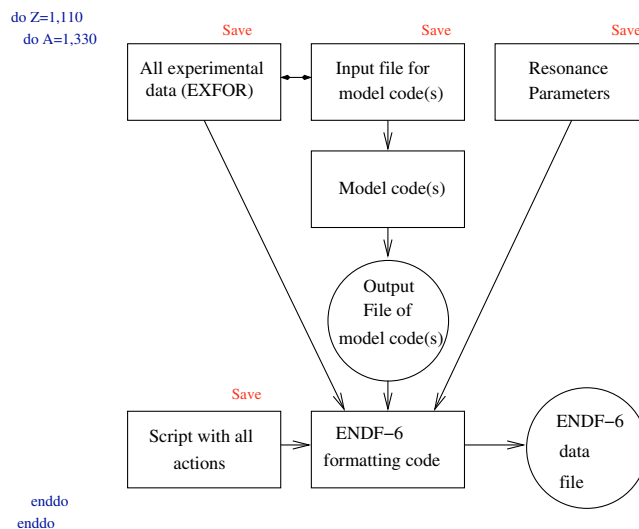 do Z=1,110
do A=1,330
Save
Save
Save
All experimental
data (EXFOR)
Input file for
model code(s)
Resonance
Parameters
Model code(s)
Output
File of
model code(s)
Save
Script with all
actions
ENDF−6
formatting code
ENDF−6
data
file
enddo
enddo